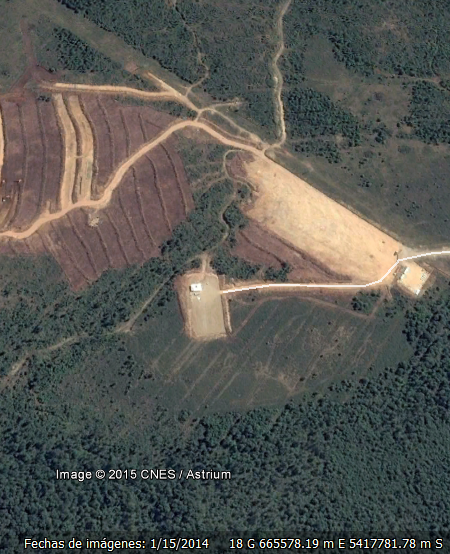 Image © 2015 CNES / Astrium
Fechas de imágenes: 1/15/2014 18 G 665578.19 m E 5417781.78 m S